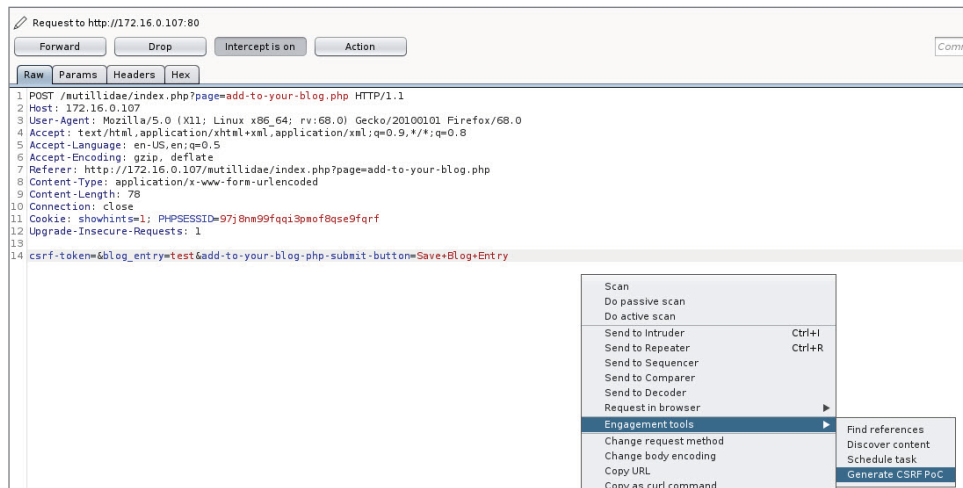 Request to http://172.16.0.107:80
Forward Drop Intercept is on Action Comm
Raw Params Headers Hex
1 POST /mutillidae/index.php?page=add-to-your-blog.php HTTP/1.1
2 Host: 172.16.0.107
3 User-Agent: Mozilla/5.0 (X11; Linux x86_64; rv:68.0) Gecko/20100101 Firefox/68.0
4 Accept: text/html,application/xhtml+xml,application/xml;q=0.9,*/*;q=0.8
5 Accept-Language: en-US,en;q=0.5
6 Accept-Encoding: gzip, deflate
7 Referer: http://172.16.0.107/mutillidae/index.php?page=add-to-your-blog.php
8 Content-Type: application/x-www-form-urlencoded
9 Content-Length: 78
10 Connection: close
11 Cookie: showhints=1; PHPSESSID=97j8nm99fqqi3pmof8qse9fqrf
12 Upgrade-Insecure-Requests: 1
13
14 csrf-token=&blog_entry=test&add-to-your-blog-php-submit-button=Save+Blog+Entry
Scan
Do passive scan
Do active scan
Send to Intruder Ctrl+I
Send to Repeater Ctrl+R
Send to Sequencer
Send to Comparer
Send to Decoder
Request in browser
Engagement tools
Change request method
Change body encoding
Copy URL
Copy as curl command
Find references
Discover content
Schedule task
Generate CSRF PoC